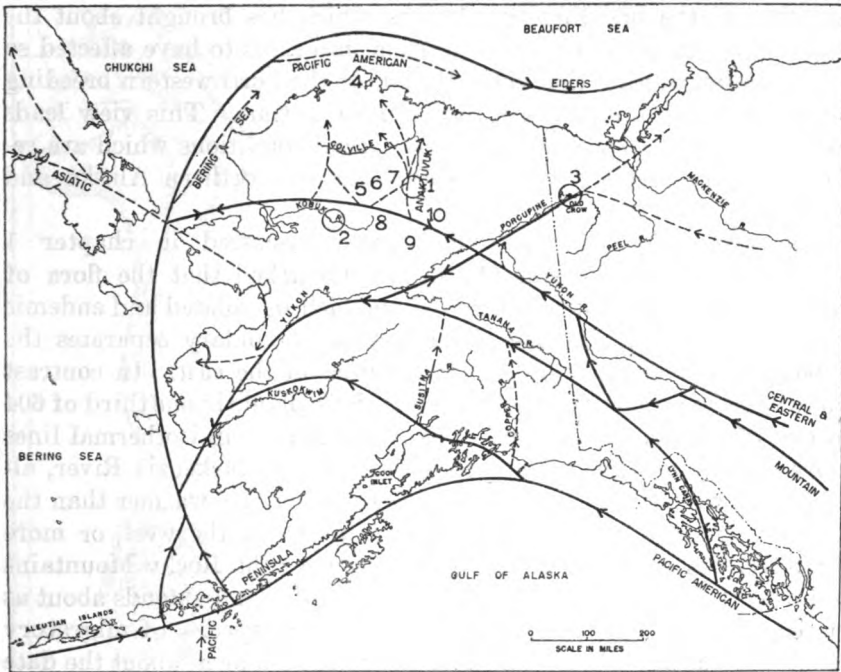 BEAUFORT SEA
CHUKCHI SEA
PACIFIC AMERICAN
4
EIDERS
BERING SEA
COLVILLE R.
ANAKTUVUK
ASIATIC
7
6
5
1
3
OLD CROW
MACKENZIE R.
KOBUK R.
2
8
10
9
PORCUPINE
PEEL R.
YUKON R.
YUKON R.
TANANA R.
SUSITNA
COPPER R.
KUSKOKWIM R.
CENTRAL &
EASTERN
MOUNTAIN
BERING SEA
COOK
INLET
LYNN CANAL
PENINSULA
GULF OF ALASKA
PACIFIC AMERICAN
ALEUTIAN ISLANDS
PACIFIC
0 100 200
SCALE IN MILES